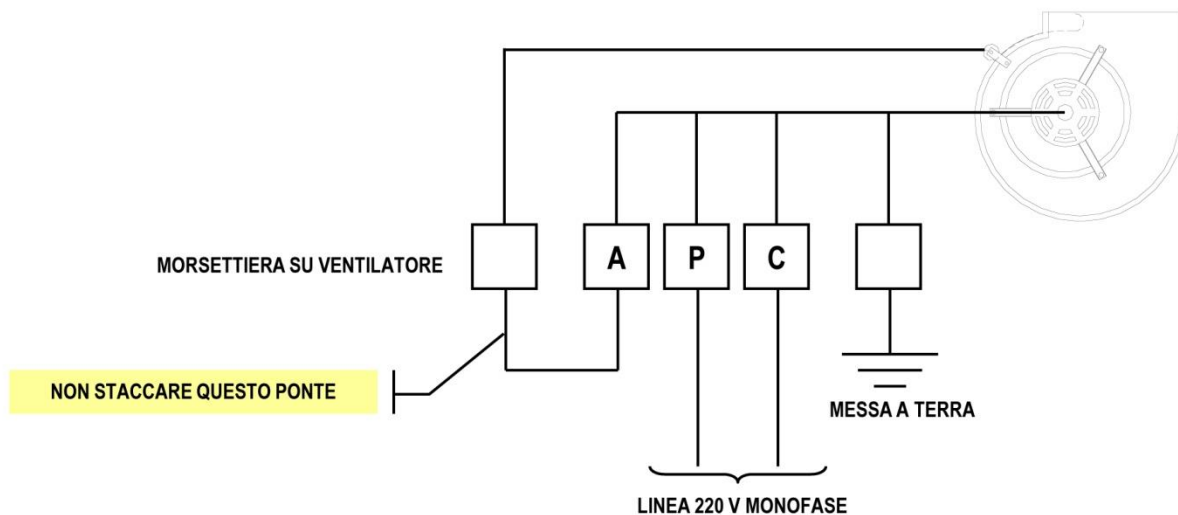 A P C
MORSETTIERA SU VENTILATORE
NON STACCARE QUESTO PONTE
MESSA A TERRA
LINEA 220 V MONOFASE